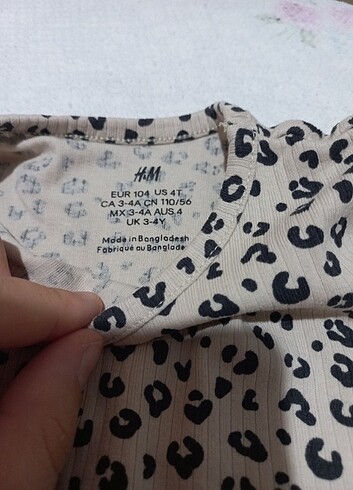 H&M
EUR 104 US 4T
CA 3-4A CN 110/56
MX 3-4A AUS 4
UK 3-4Y
Made in Bangladesh
Fabriqué au Bangladesh